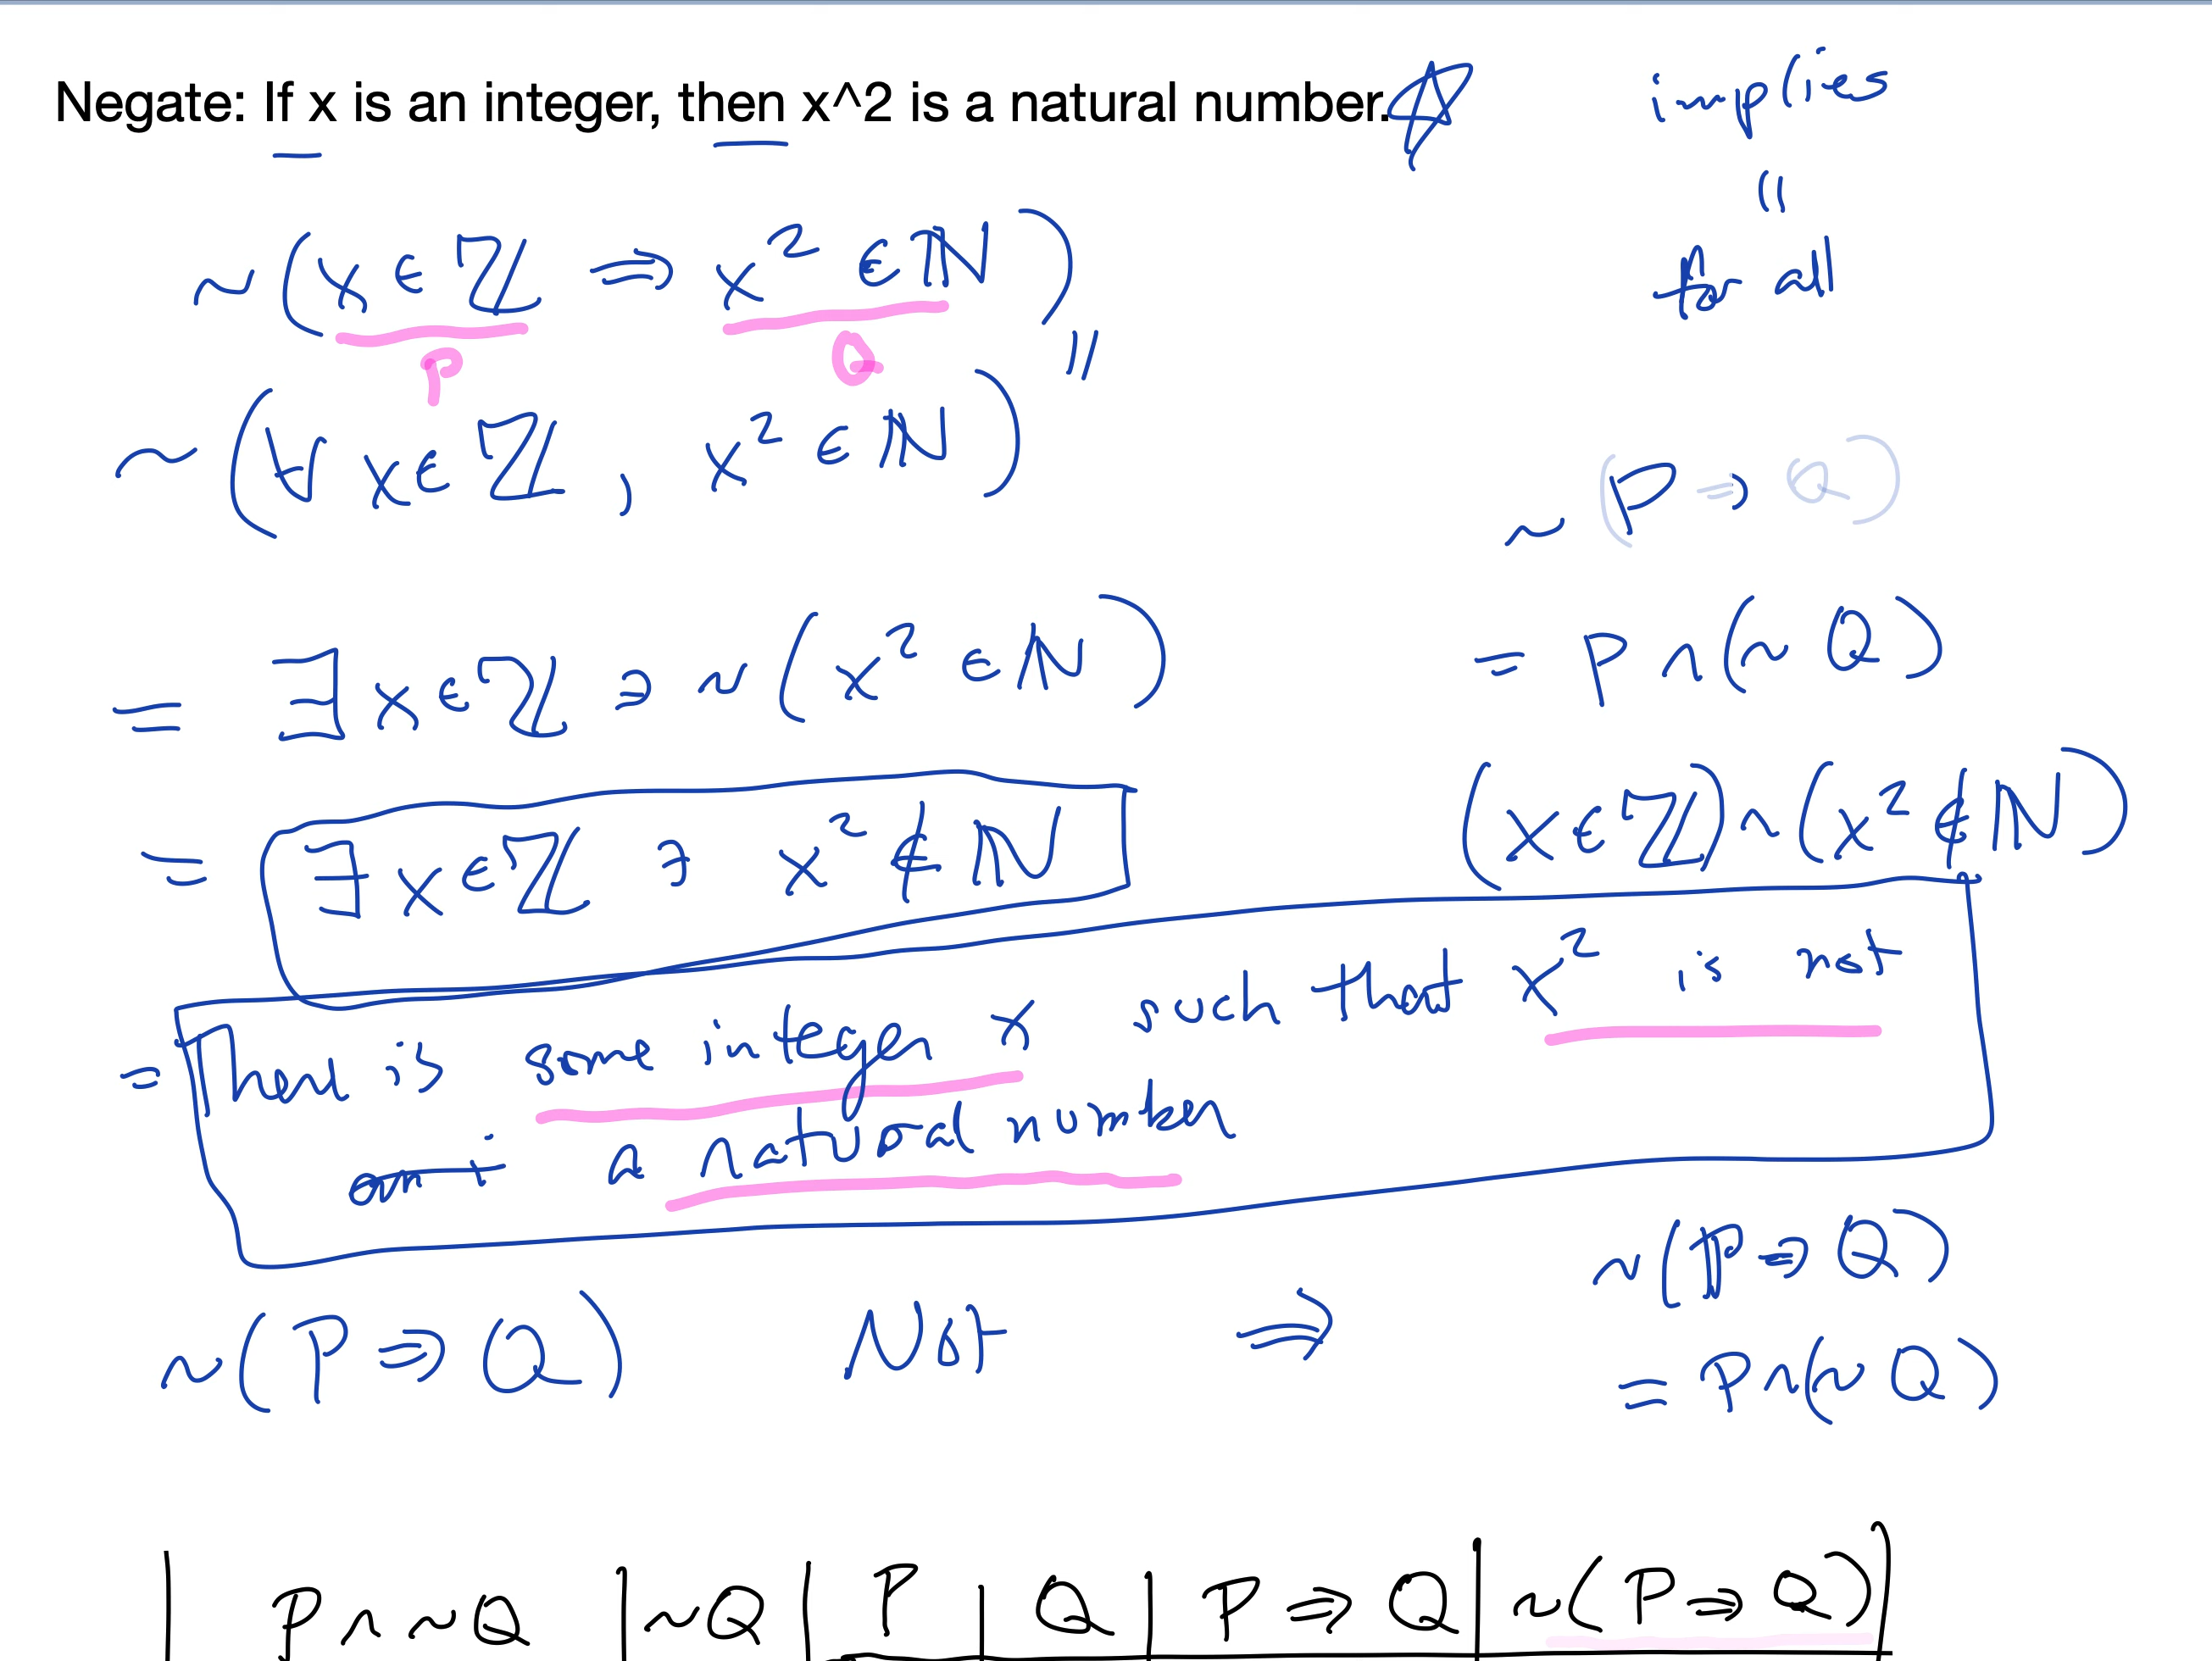 Negate: If x is an integer, then x^2 is a natural number.
implies
||
for all
~ (x ∈ ℤ ⇒ x² ∈ ℕ)
P Q ||
~ (∀ x ∈ ℤ, x² ∈ ℕ)
~ (P ⇒ Q)
= ∃ x ∈ ℤ ∋ ~ (x² ∈ ℕ)
= P ∧ (~ Q)
= ∃ x ∈ ℤ ∋ x² ∉ ℕ
(x ∈ ℤ) ∧ (x² ∉ ℕ)
= There is some integer x such that x² is not
a natural number
~ (P ⇒ Q) Not ⇒
~ (P ⇒ Q)
= P ∧ (~ Q)
P ∧ ~ Q | ~ Q | P | Q | P ⇒ Q | ~ (P ⇒ Q)